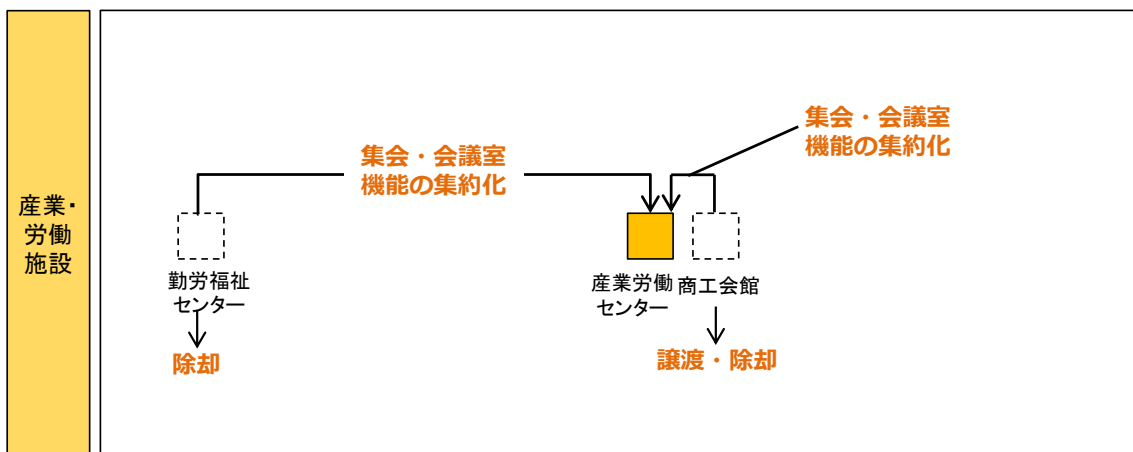 産業・
労働
施設
集会・会議室
機能の集約化
集会・会議室
機能の集約化
勤労福祉
センター
産業労働
センター
商工会館
除却
譲渡・除却